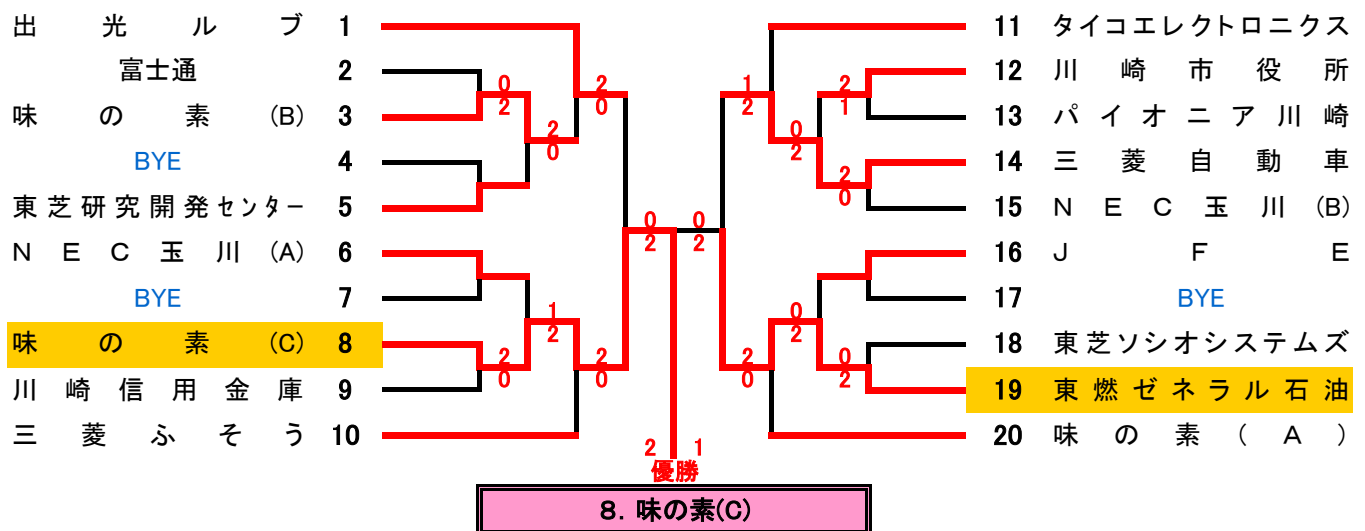 出光ルブ 1
富士通 2
味の素(B) 3
BYE 4
東芝研究開発センター 5
NEC玉川(A) 6
BYE 7
味の素(C) 8
川崎信用金庫 9
三菱ふそう 10
0
2
2
0
2
0
1
2
2
0
2
0
0
2
0
2
1
2
2
1
0
2
2
0
0
2
0
2
2
0
11 タイコエレクトロニクス
12 川崎市役所
13 パイオニア川崎
14 三菱自動車
15 NEC玉川(B)
16 JFE
17 BYE
18 東芝ソシオシステムズ
19 東燃ゼネラル石油
20 味の素(A)
2 1
優勝
8. 味の素(C)